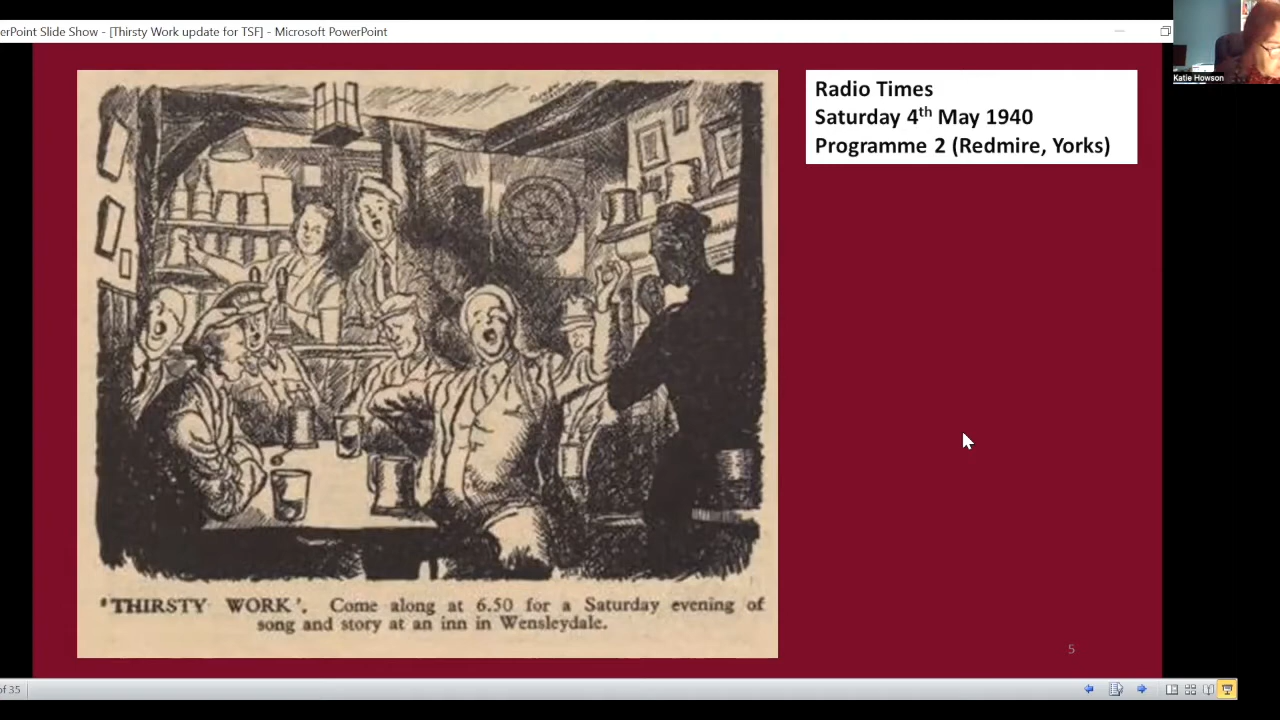 erPoint Slide Show - [Thirsty Work update for TSF] - Microsoft PowerPoint
Katie Howson
Radio Times
Saturday 4th May 1940
Programme 2 (Redmire, Yorks)
'THIRSTY WORK'. Come along at 6.50 for a Saturday evening of
song and story at an inn in Wensleydale.
5
of 35